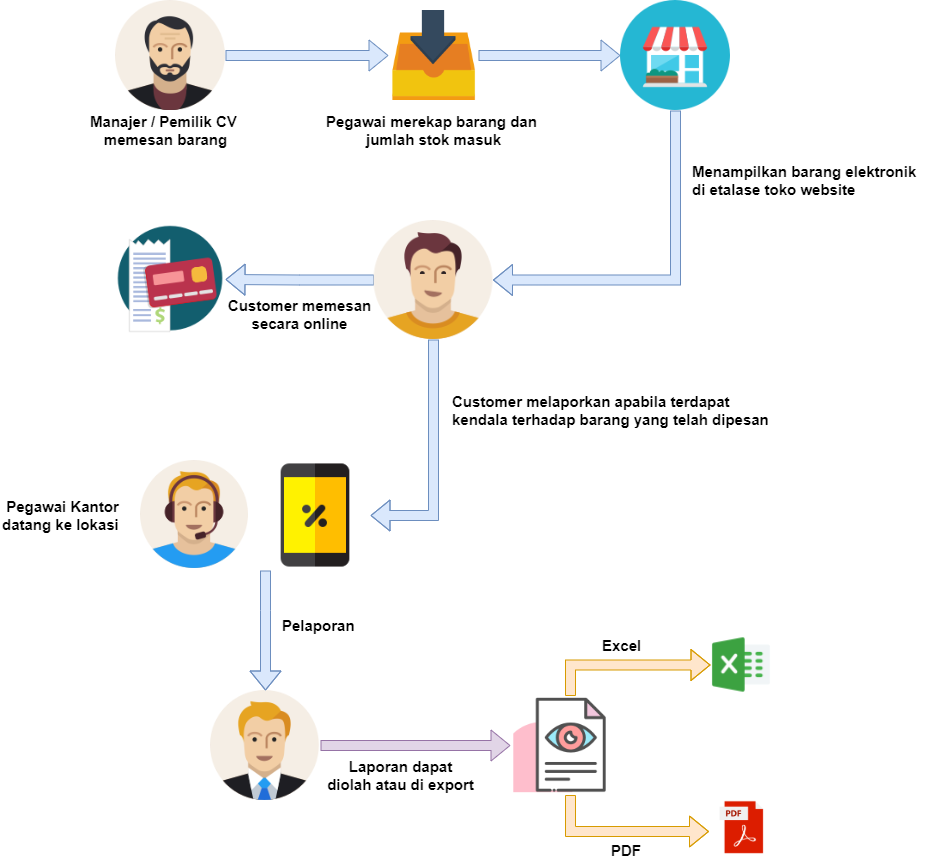 Manajer / Pemilik CV
memesan barang
Pegawai merekap barang dan
jumlah stok masuk
Menampilkan barang elektronik
di etalase toko website
$
Customer memesan
secara online
Customer melaporkan apabila terdapat
kendala terhadap barang yang telah dipesan
Pegawai Kantor
datang ke lokasi
%
Pelaporan
Excel
X
Laporan dapat
diolah atau di export
PDF
PDF